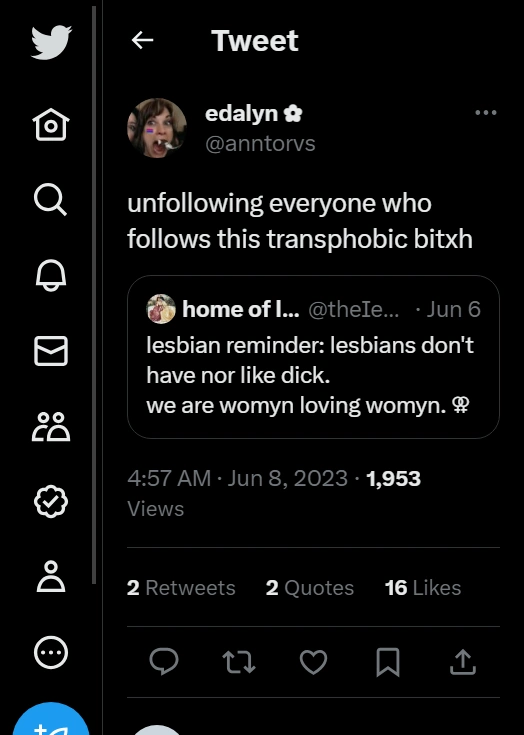 Tweet
edalyn ✿
@anntorvs
unfollowing everyone who
follows this transphobic bitxh
home of l... @theIe... · Jun 6
lesbian reminder: lesbians don't
have nor like dick.
we are womyn loving womyn. ⚢
4:57 AM · Jun 8, 2023 · 1,953
Views
2 Retweets 2 Quotes 16 Likes